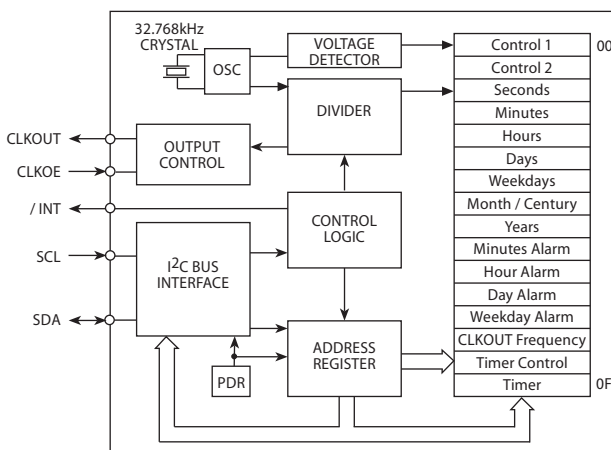 32.768kHz
CRYSTAL
OSC
VOLTAGE
DETECTOR
DIVIDER
CLKOUT
CLKOE
OUTPUT
CONTROL
/ INT
CONTROL
LOGIC
SCL
SDA
I²C BUS
INTERFACE
ADDRESS
REGISTER
PDR
Control 1
00
Control 2
Seconds
Minutes
Hours
Days
Weekdays
Month / Century
Years
Minutes Alarm
Hour Alarm
Day Alarm
Weekday Alarm
CLKOUT Frequency
Timer Control
Timer
0F